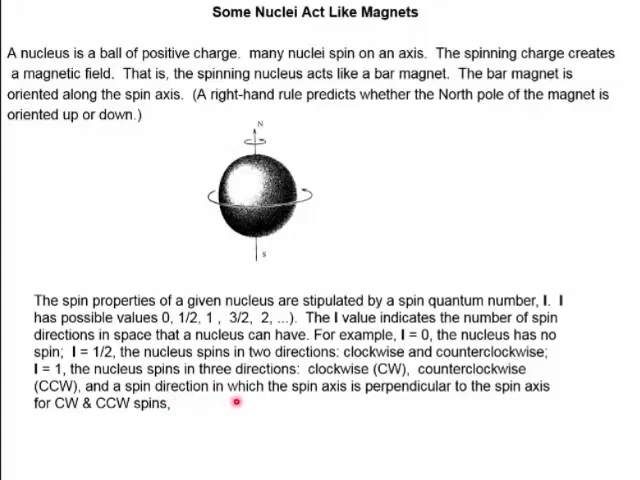 Some Nuclei Act Like Magnets
A nucleus is a ball of positive charge. many nuclei spin on an axis. The spinning charge creates
a magnetic field. That is, the spinning nucleus acts like a bar magnet. The bar magnet is
oriented along the spin axis. (A right-hand rule predicts whether the North pole of the magnet is
oriented up or down.)
N
S
The spin properties of a given nucleus are stipulated by a spin quantum number, I. I
has possible values 0, 1/2, 1 , 3/2, 2, ...). The I value indicates the number of spin
directions in space that a nucleus can have. For example, I = 0, the nucleus has no
spin; I = 1/2, the nucleus spins in two directions: clockwise and counterclockwise;
I = 1, the nucleus spins in three directions: clockwise (CW), counterclockwise
(CCW), and a spin direction in which the spin axis is perpendicular to the spin axis
for CW & CCW spins,